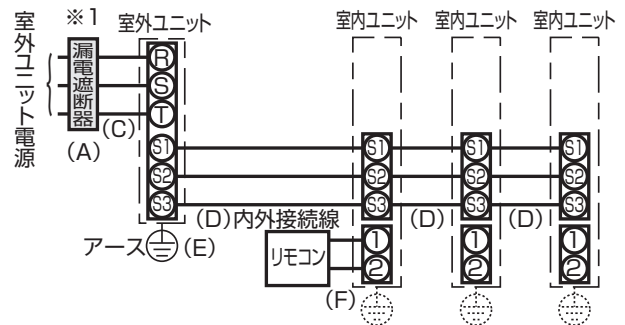 ※1
室外ユニット
室内ユニット
室内ユニット
室内ユニット
室外ユニット電源
漏電遮断器
(A)
(C)
R
S
T
S1
S2
S3
S1
S2
S3
S1
S2
S3
S1
S2
S3
(D)内外接続線
(D)
(D)
アース
(E)
リモコン
1
2
1
2
1
2
(F)